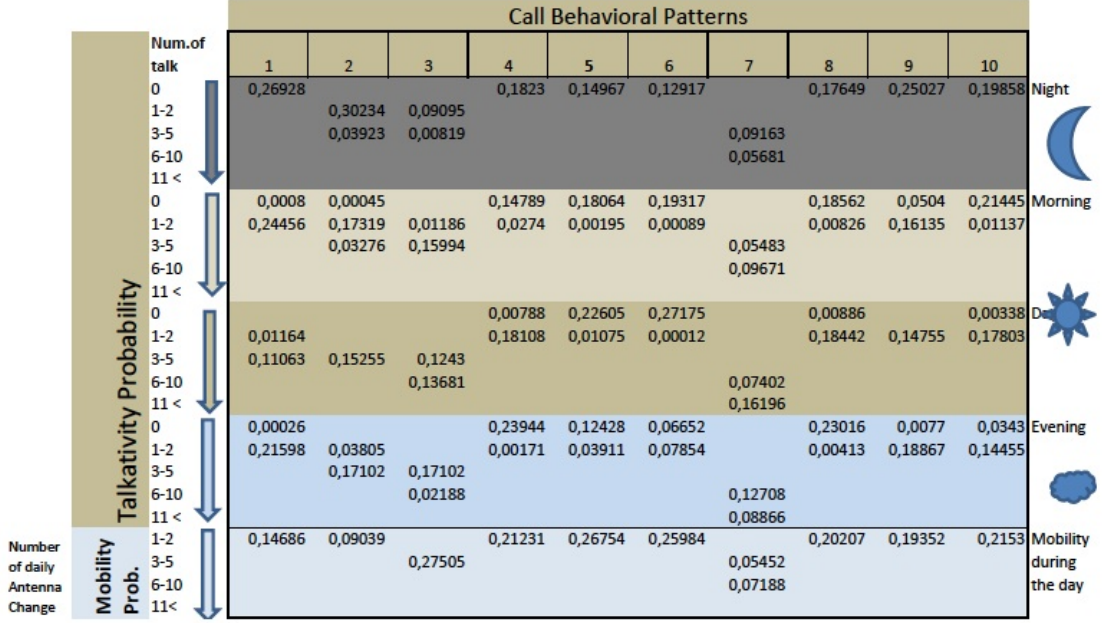 Call Behavioral Patterns
Num.of
talk 1 2 3 4 5 6 7 8 9 10
0 0,26928 0,1823 0,14967 0,12917 0,17649 0,25027 0,19858 Night
1-2 0,30234 0,09095
3-5 0,03923 0,00819 0,09163
6-10 0,05681
11 <
0 0,0008 0,00045 0,14789 0,18064 0,19317 0,18562 0,0504 0,21445 Morning
1-2 0,24456 0,17319 0,01186 0,0274 0,00195 0,00089 0,00826 0,16135 0,01137
3-5 0,03276 0,15994 0,05483
6-10 0,09671
11 <
0 0,00788 0,22605 0,27175 0,00886 0,00338
1-2 0,01164 0,18108 0,01075 0,00012 0,18442 0,14755 0,17803
3-5 0,11063 0,15255 0,1243
6-10 0,13681 0,07402
11 < 0,16196
0 0,00026 0,23944 0,12428 0,06652 0,23016 0,0077 0,0343 Evening
1-2 0,21598 0,03805 0,00171 0,03911 0,07854 0,00413 0,18867 0,14455
3-5 0,17102 0,17102
6-10 0,02188 0,12708
11 < 0,08866
Talkativity Probability
1-2 0,14686 0,09039 0,21231 0,26754 0,25984 0,20207 0,19352 0,2153 Mobility
3-5 0,27505 0,05452 during
6-10 0,07188 the day
11<
Number
of daily
Antenna
Change
Mobility
Prob.